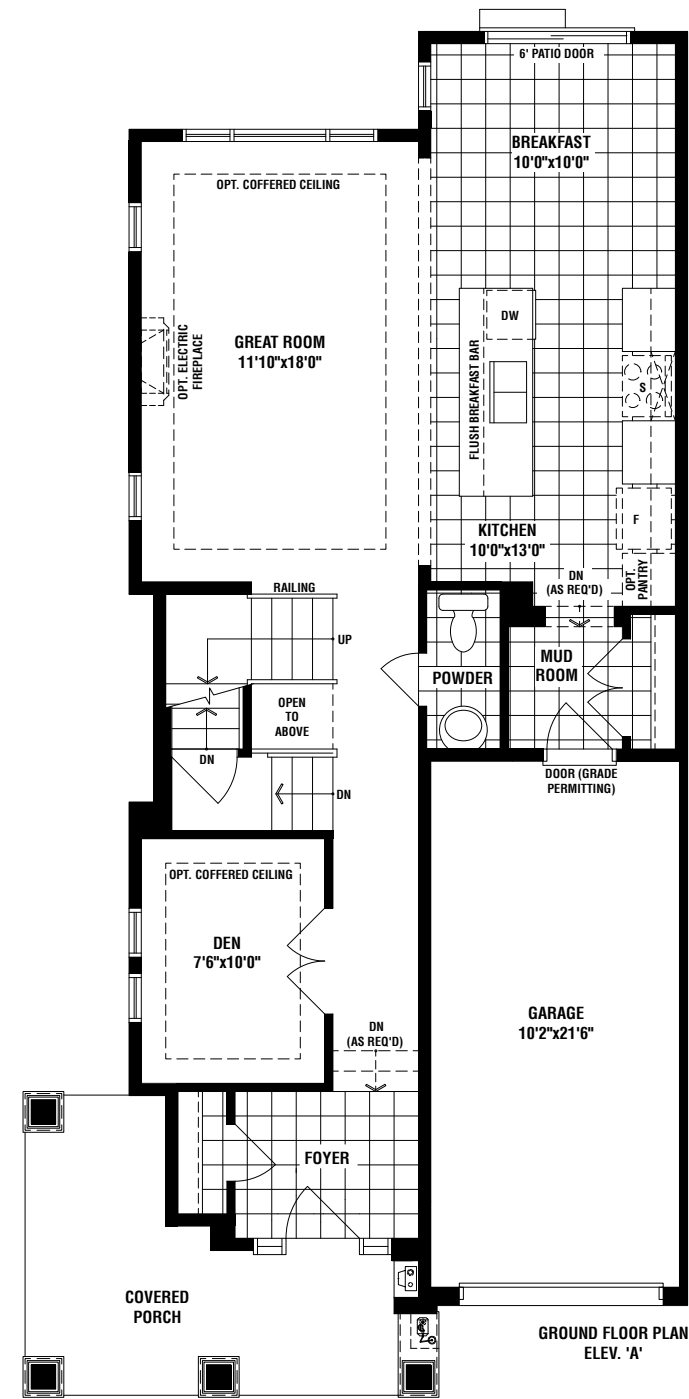 6' PATIO DOOR
BREAKFAST
10'0"x10'0"
OPT. COFFERED CEILING
DW
GREAT ROOM
11'10"x18'0"
OPT. ELECTRIC
FIREPLACE
FLUSH BREAKFAST BAR
S
F
KITCHEN
10'0"x13'0"
DN
(AS REQ'D)
OPT.
PANTRY
RAILING
UP
MUD
ROOM
POWDER
OPEN
TO
ABOVE
DN
DN
DOOR (GRADE
PERMITTING)
OPT. COFFERED CEILING
DEN
7'6"x10'0"
GARAGE
10'2"x21'6"
DN
(AS REQ'D)
FOYER
COVERED
PORCH
GROUND FLOOR PLAN
ELEV. 'A'